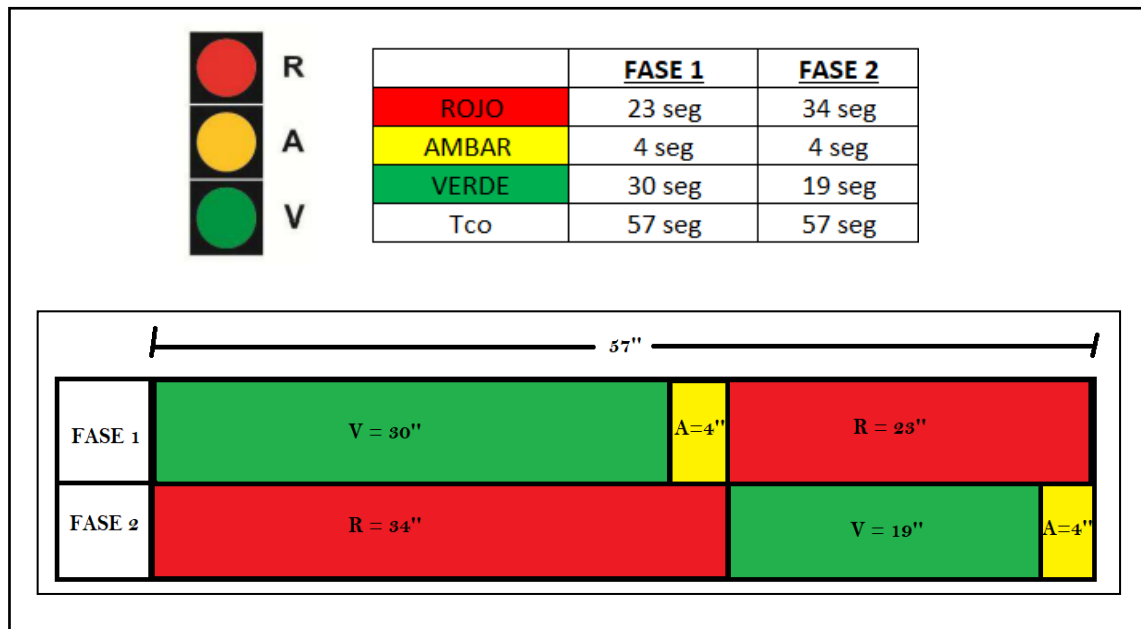 R
A
V
FASE 1 FASE 2
ROJO 23 seg 34 seg
AMBAR 4 seg 4 seg
VERDE 30 seg 19 seg
Tco 57 seg 57 seg
57"
FASE 1 V = 30" A=4" R = 23"
FASE 2 R = 34" V = 19" A=4"